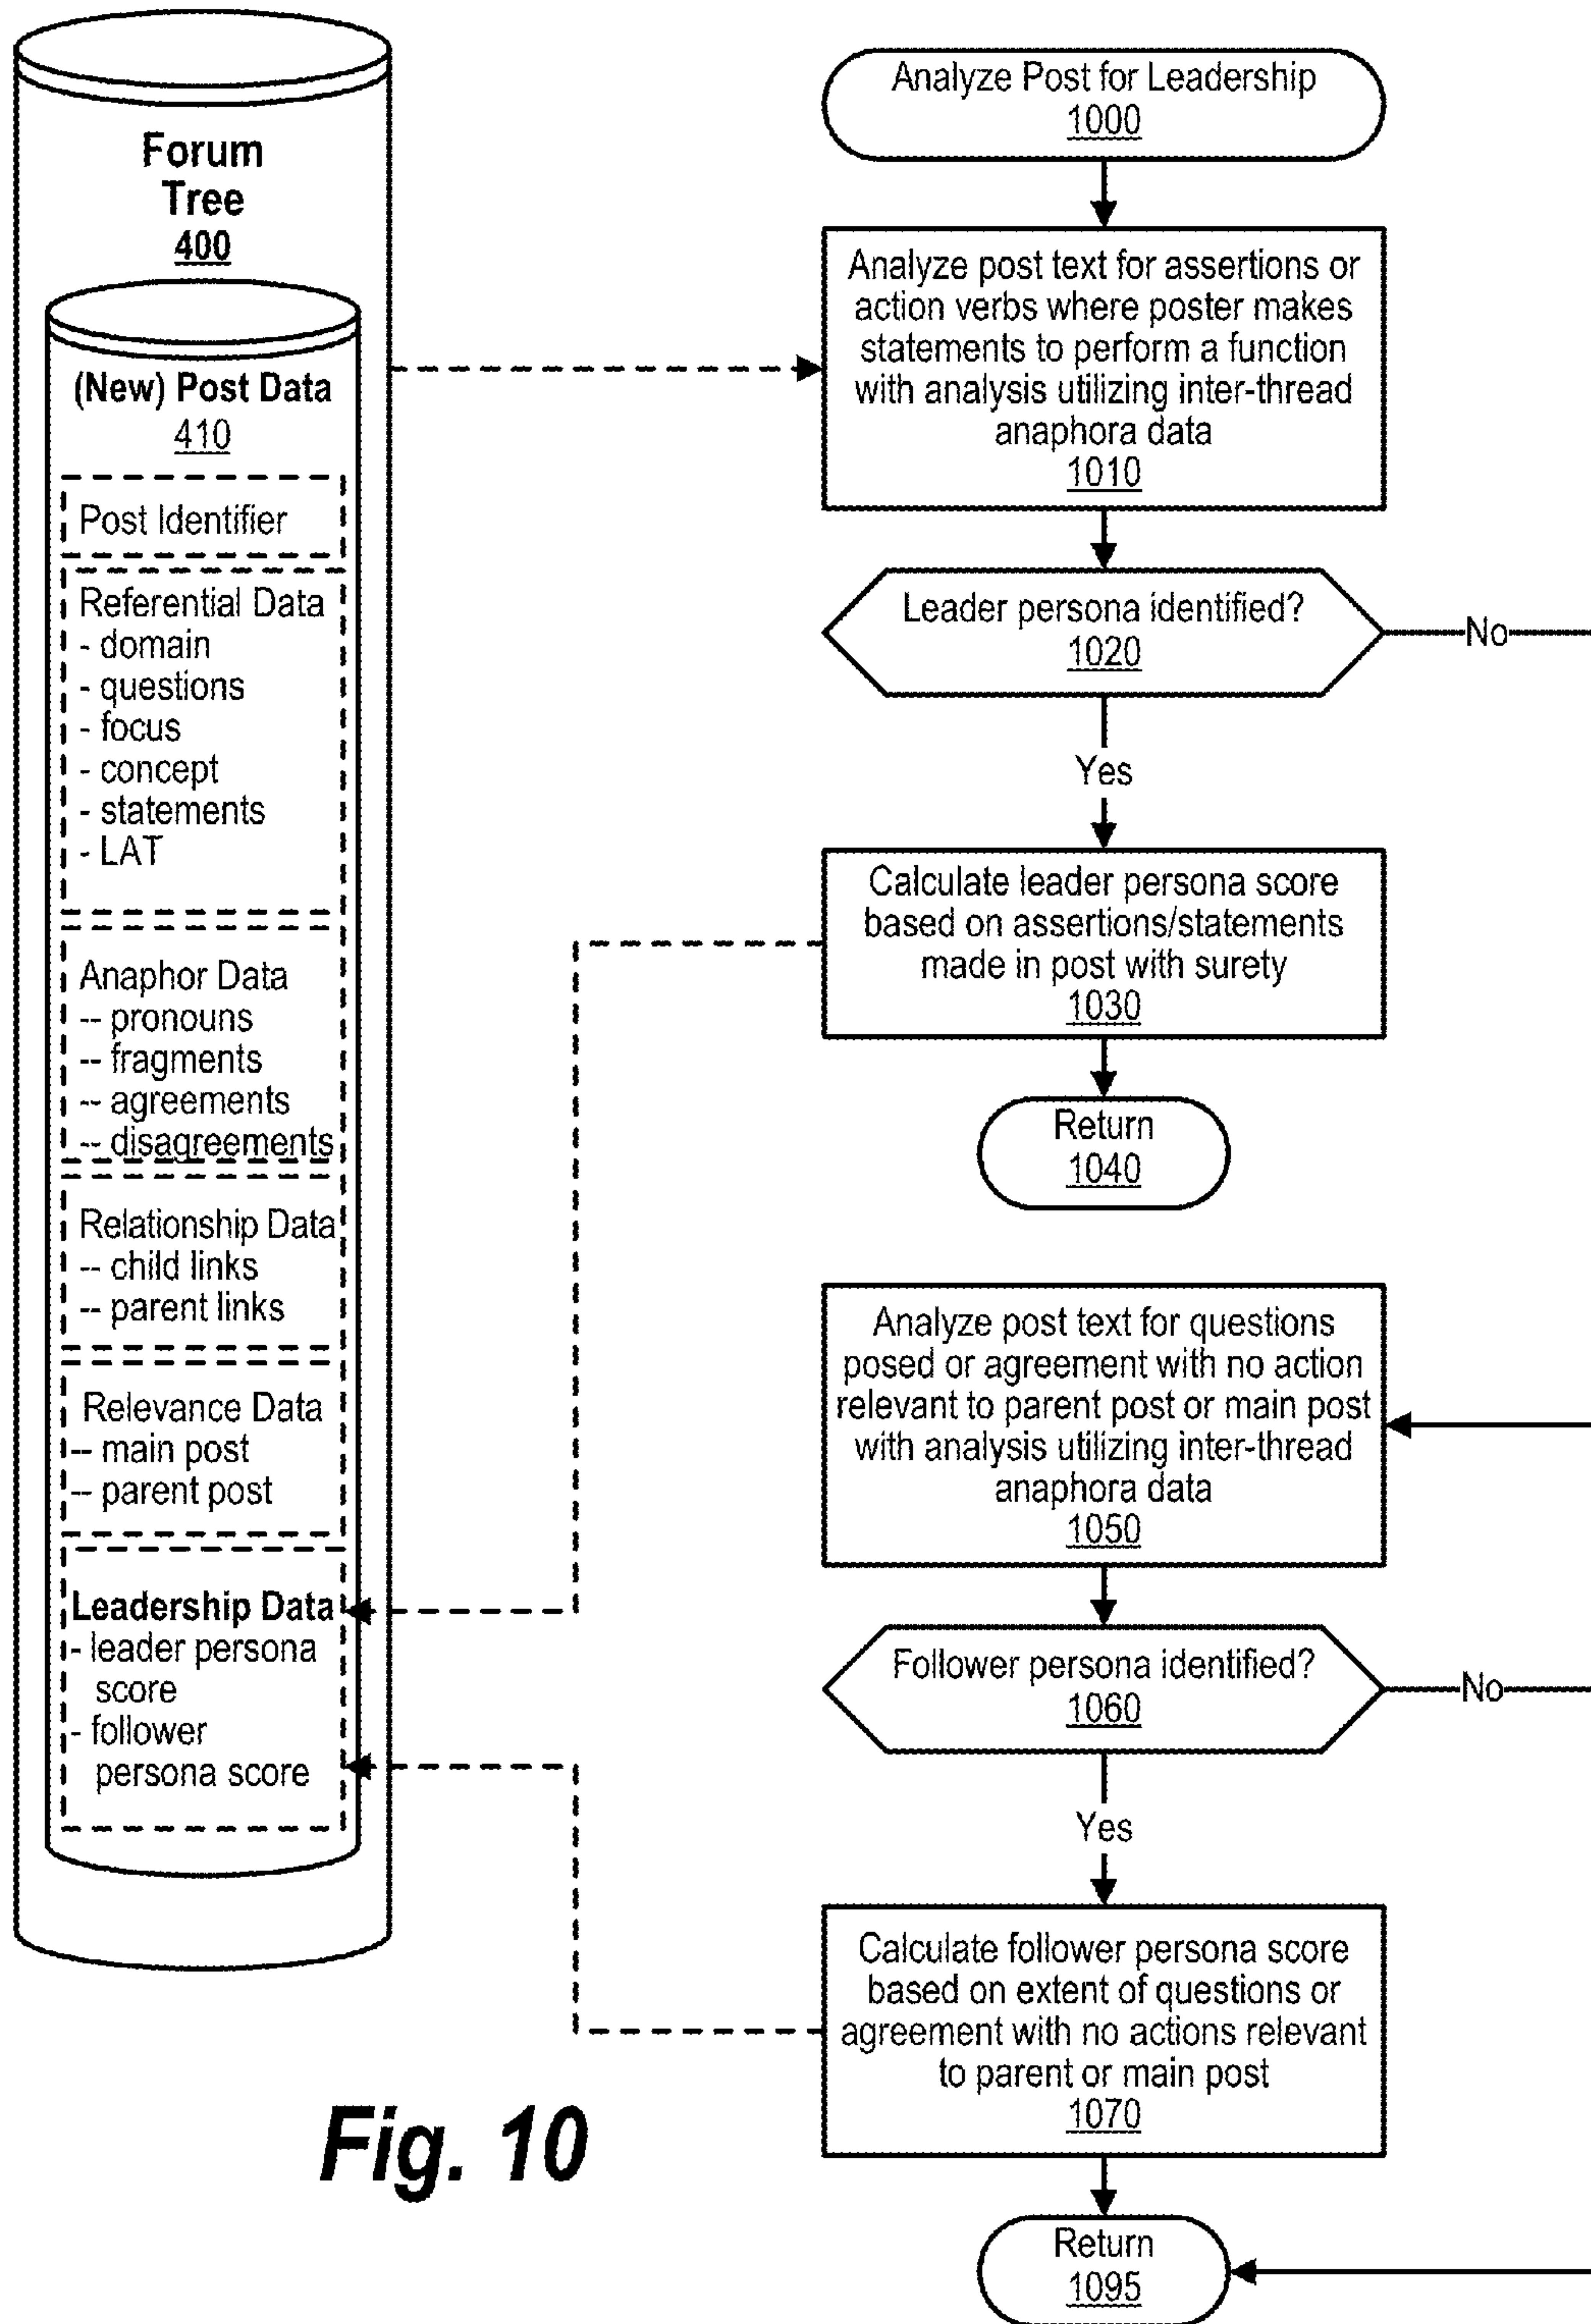 Forum
Tree
400
(New) Post Data
410
Post Identifier
Referential Data
- domain
- questions
- focus
- concept
- statements
- LAT
Anaphor Data
-- pronouns
-- fragments
-- agreements
-- disagreements
Relationship Data
-- child links
-- parent links
Relevance Data
-- main post
-- parent post
Leadership Data
- leader persona
score
- follower
persona score
Analyze Post for Leadership
1000
Analyze post text for assertions or
action verbs where poster makes
statements to perform a function
with analysis utilizing inter-thread
anaphora data
1010
Leader persona identified?
1020
No
Yes
Calculate leader persona score
based on assertions/statements
made in post with surety
1030
Return
1040
Analyze post text for questions
posed or agreement with no action
relevant to parent post or main post
with analysis utilizing inter-thread
anaphora data
1050
Follower persona identified?
1060
No
Yes
Calculate follower persona score
based on extent of questions or
agreement with no actions relevant
to parent or main post
1070
Return
1095
Fig. 10